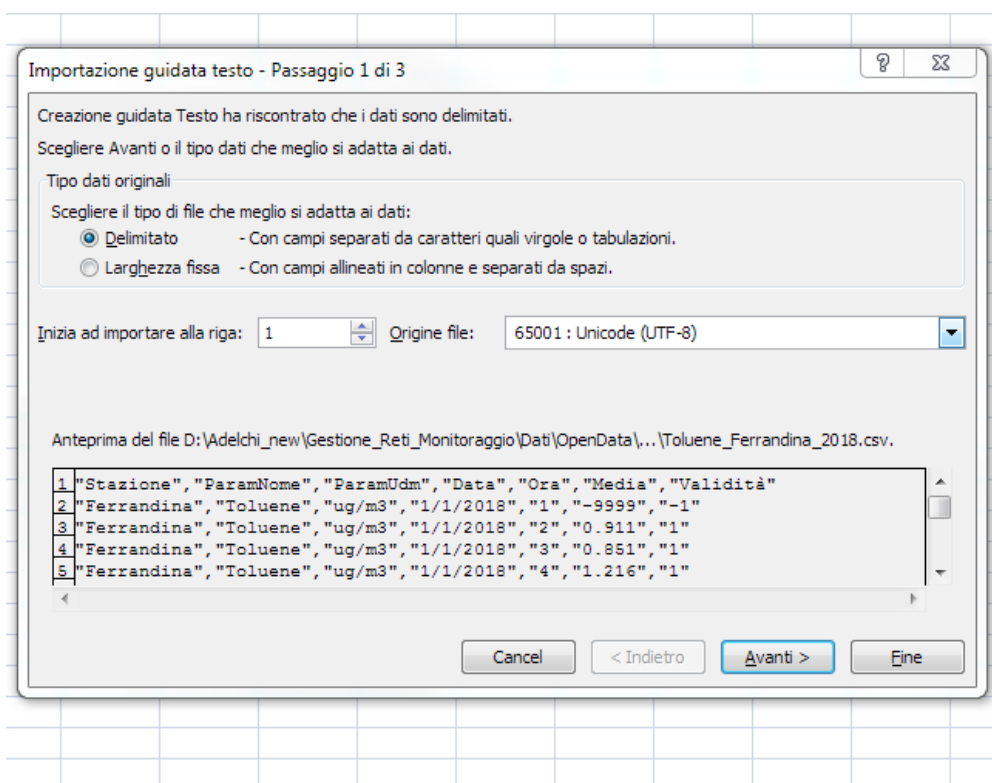 Importazione guidata testo - Passaggio 1 di 3
Creazione guidata Testo ha riscontrato che i dati sono delimitati.
Scegliere Avanti o il tipo dati che meglio si adatta ai dati.
Tipo dati originali
Scegliere il tipo di file che meglio si adatta ai dati:
Delimitato - Con campi separati da caratteri quali virgole o tabulazioni.
Larghezza fissa - Con campi allineati in colonne e separati da spazi.
Inizia ad importare alla riga: 1 Origine file: 65001 : Unicode (UTF-8)
Anteprima del file D:\Adelchi_new\Gestione_Reti_Monitoraggio\Dati\OpenData\...\Toluene_Ferrandina_2018.csv.
1 "Stazione","ParamNome","ParamUdm","Data","Ora","Media","Validità"
2 "Ferrandina","Toluene","ug/m3","1/1/2018","1","-9999","-1"
3 "Ferrandina","Toluene","ug/m3","1/1/2018","2","0.911","1"
4 "Ferrandina","Toluene","ug/m3","1/1/2018","3","0.851","1"
5 "Ferrandina","Toluene","ug/m3","1/1/2018","4","1.216","1"
Cancel < Indietro Avanti > Fine